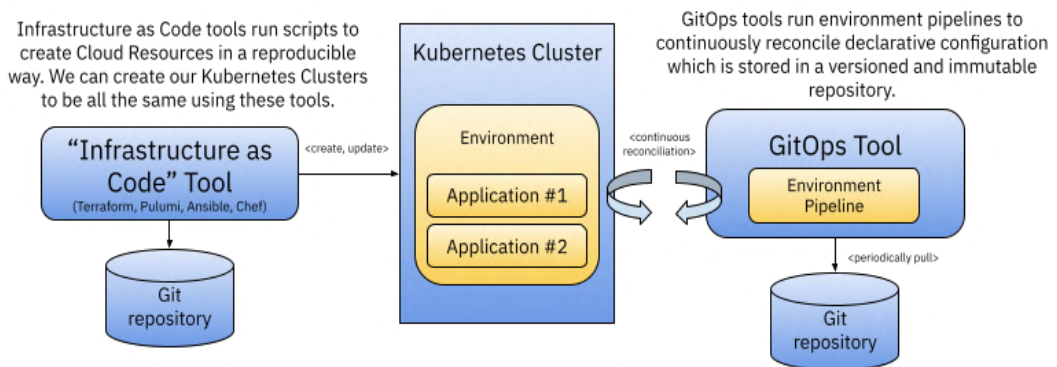 Infrastructure as Code tools run scripts to
create Cloud Resources in a reproducible
way. We can create our Kubernetes Clusters
to be all the same using these tools.
“Infrastructure as
Code” Tool
(Terraform, Pulumi, Ansible, Chef)
<create, update>
Git
repository
Kubernetes Cluster
Environment
Application #1
Application #2
GitOps tools run environment pipelines to
continuously reconcile declarative configuration
which is stored in a versioned and immutable
repository.
<continuous
reconciliation>
GitOps Tool
Environment
Pipeline
<periodically pull>
Git
repository